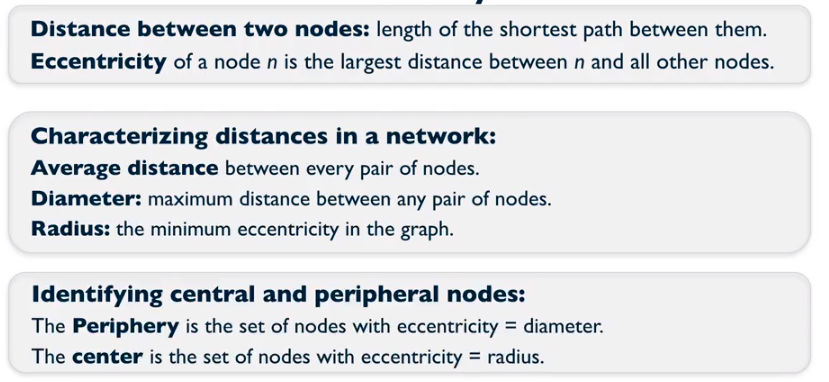 Distance between two nodes: length of the shortest path between them.
Eccentricity of a node n is the largest distance between n and all other nodes.
Characterizing distances in a network:
Average distance between every pair of nodes.
Diameter: maximum distance between any pair of nodes.
Radius: the minimum eccentricity in the graph.
Identifying central and peripheral nodes:
The Periphery is the set of nodes with eccentricity = diameter.
The center is the set of nodes with eccentricity = radius.